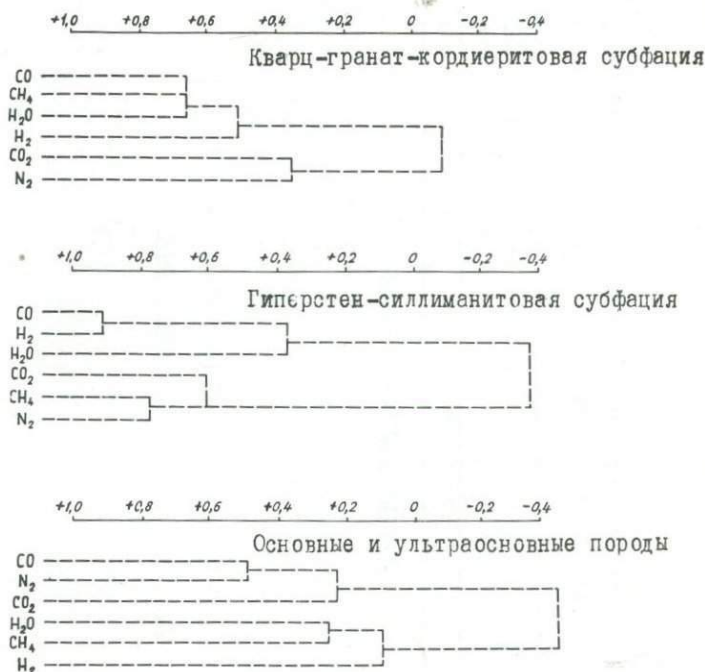 +1,0 +0,8 +0,6 +0,4 +0,2 0 -0,2 -0,4
Кварц-гранат-кордиеритовая субфация
CO
CH₄
H₂O
H₂
CO₂
N₂
+1,0 +0,8 +0,6 +0,4 +0,2 0 -0,2 -0,4
Гиперстен-силлиманитовая субфация
CO
H₂
H₂O
CO₂
CH₄
N₂
+1,0 +0,8 +0,6 +0,4 +0,2 0 -0,2 -0,4
Основные и ультраосновные породы
CO
N₂
CO₂
H₂O
CH₄
H₂